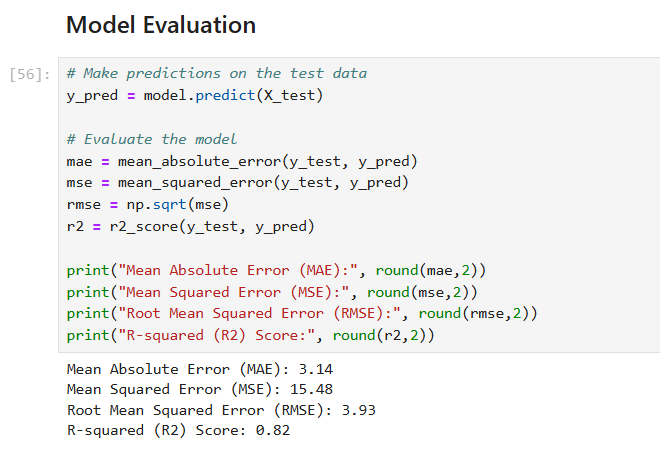 Model Evaluation
[56]:
# Make predictions on the test data
y_pred = model.predict(X_test)
# Evaluate the model
mae = mean_absolute_error(y_test, y_pred)
mse = mean_squared_error(y_test, y_pred)
rmse = np.sqrt(mse)
r2 = r2_score(y_test, y_pred)
print("Mean Absolute Error (MAE):", round(mae,2))
print("Mean Squared Error (MSE):", round(mse,2))
print("Root Mean Squared Error (RMSE):", round(rmse,2))
print("R-squared (R2) Score:", round(r2,2))
Mean Absolute Error (MAE): 3.14
Mean Squared Error (MSE): 15.48
Root Mean Squared Error (RMSE): 3.93
R-squared (R2) Score: 0.82